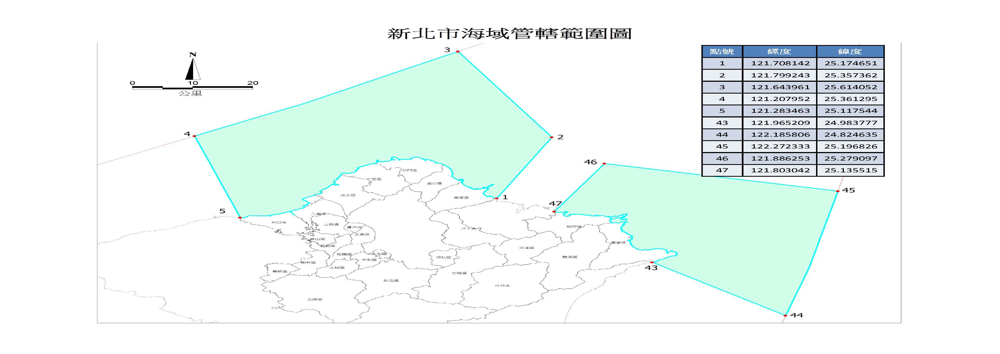 新北市海域管轄範圍圖
N
0 10 20
公里
點號 經度 緯度
1 121.708142 25.174651
2 121.799243 25.357362
3 121.643961 25.614052
4 121.207952 25.361295
5 121.283463 25.117544
43 121.965209 24.983777
44 122.185806 24.824635
45 122.272333 25.196826
46 121.886253 25.279097
47 121.803042 25.135515
3
4
2
46
45
1
47
5
43
44
石門區
三芝區
金山區
淡水區
萬里區
八里區
林口區
五股區
蘆洲區
汐止區
瑞芳區
三重區
泰山區
貢寮區
新莊區
平溪區
板橋區
永和區
深坑區
雙溪區
中和區
樹林區
土城區
鶯歌區
石碇區
新店區
坪林區
三峽區